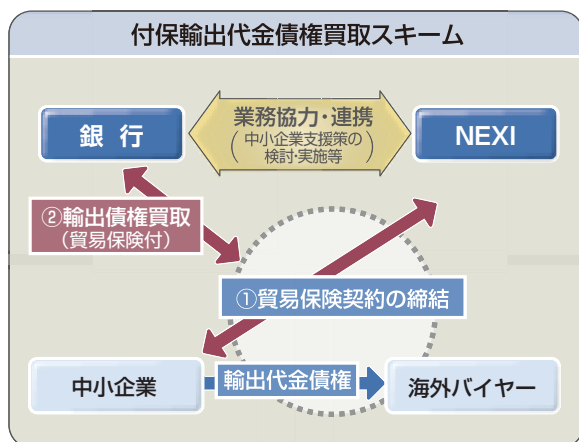 付保輸出代金債権買取スキーム
銀 行
業務協力・連携
(中小企業支援策の
検討・実施等)
NEXI
②輸出債権買取
(貿易保険付)
①貿易保険契約の締結
中小企業
輸出代金債権
海外バイヤー